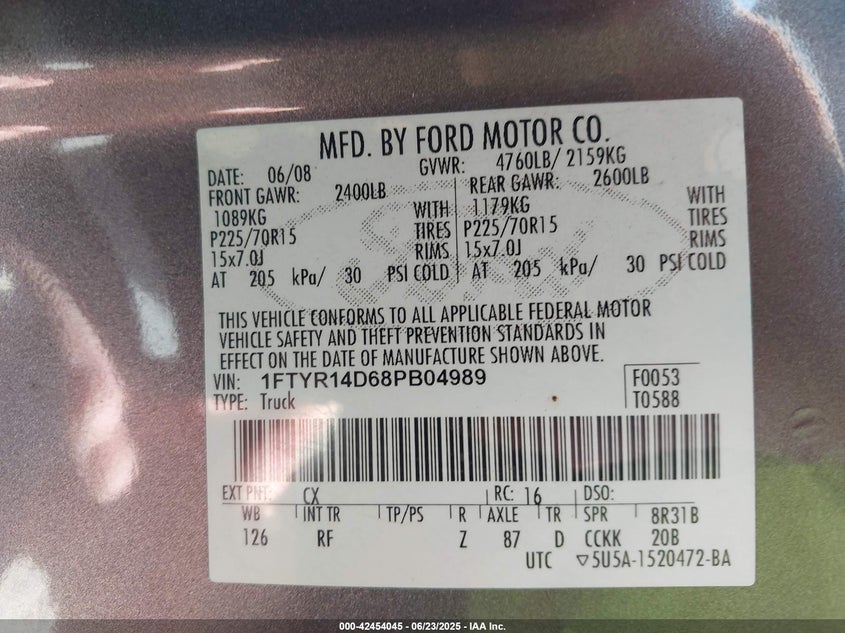 MFD. BY FORD MOTOR CO.
DATE: 06/08 GVWR: 4760LB/ 2159KG
FRONT GAWR: 2400LB REAR GAWR: 2600LB
1089KG WITH 1179KG WITH
P225/70R15 TIRES P225/70R15 TIRES
15x7.0J RIMS 15x7.0J RIMS
AT 205 kPa/ 30 PSI COLD AT 205 kPa/ 30 PSI COLD
THIS VEHICLE CONFORMS TO ALL APPLICABLE FEDERAL MOTOR
VEHICLE SAFETY AND THEFT PREVENTION STANDARDS IN
EFFECT ON THE DATE OF MANUFACTURE SHOWN ABOVE.
VIN: 1FTYR14D68PB04989 F0053
TYPE: Truck T0588
EXT PNT: CX RC: 16 DSO:
WB INT TR TP/PS R AXLE TR SPR 8R31B
126 RF Z 87 D CCKK 20B
UTC ▽5U5A-1520472-BA
000-42454045 - 06/23/2025 - IAA Inc.